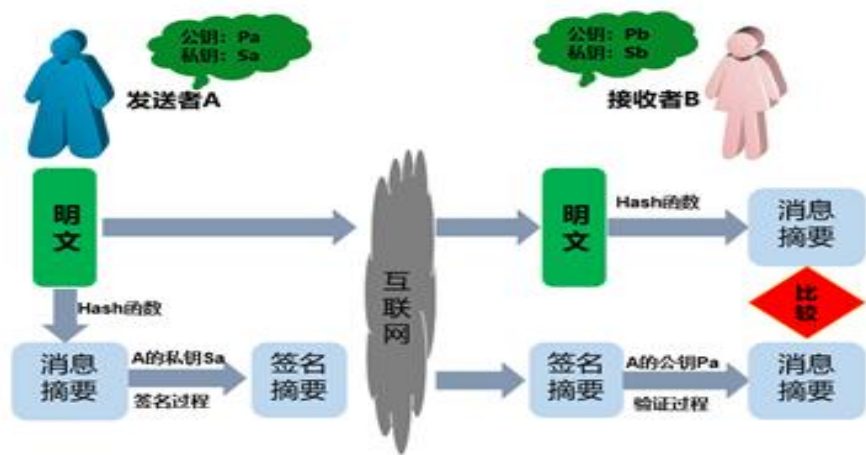 公钥：Pa
私钥：Sa
公钥：Pb
私钥：Sb
发送者A
接收者B
明文
明文
Hash函数
消息
摘要
互联网
Hash函数
比较
消息
摘要
A的私钥Sa
签名过程
签名
摘要
签名
摘要
A的公钥Pa
验证过程
消息
摘要